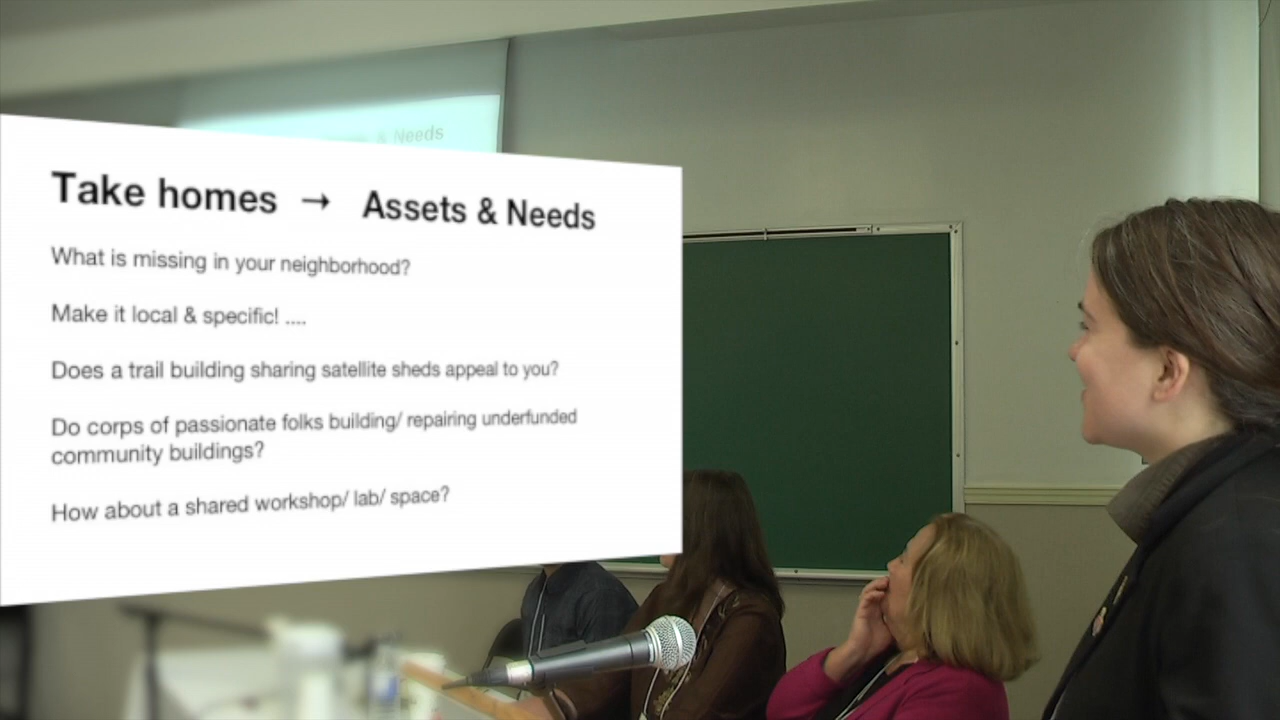 & Needs
Take homes → Assets & Needs
What is missing in your neighborhood?
Make it local & specific! ....
Does a trail building sharing satellite sheds appeal to you?
Do corps of passionate folks building/ repairing underfunded
community buildings?
How about a shared workshop/ lab/ space?